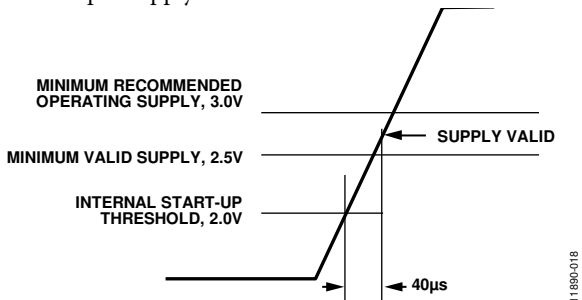 MINIMUM RECOMMENDED
OPERATING SUPPLY, 3.0V
SUPPLY VALID
MINIMUM VALID SUPPLY, 2.5V
INTERNAL START-UP
THRESHOLD, 2.0V
40µs
11890-018